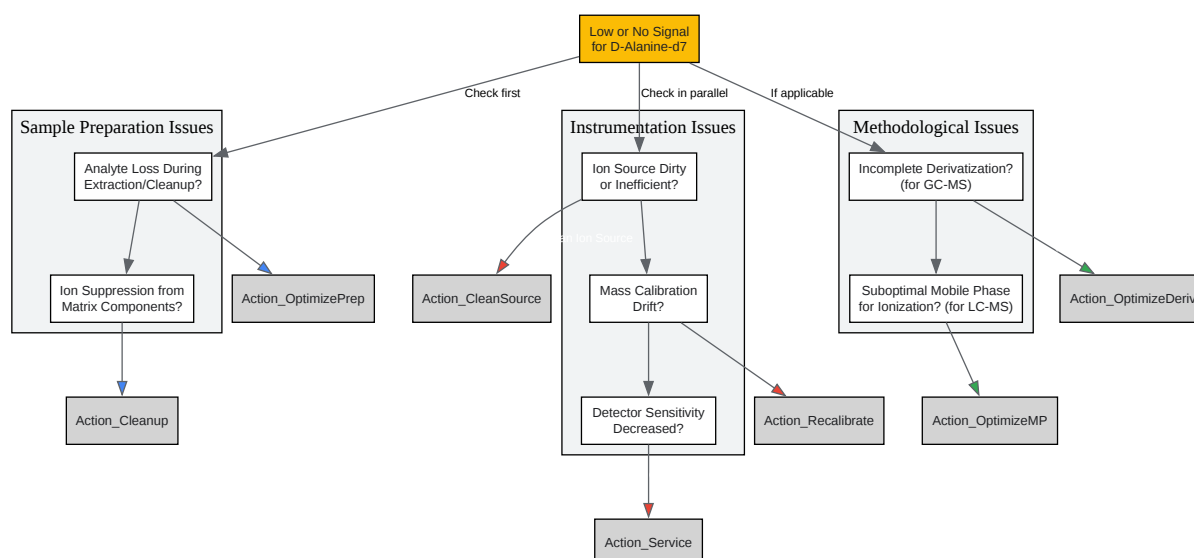 Low or No Signal
for D-Alanine-d7
Check first
Check in parallel
If applicable
Sample Preparation Issues
Instrumentation Issues
Methodological Issues
Analyte Loss During
Extraction/Cleanup?
Ion Source Dirty
or Inefficient?
Incomplete Derivatization?
(for GC-MS)
Ion Source
Ion Suppression from
Matrix Components?
Action_OptimizePrep
Action_CleanSource
Mass Calibration
Drift?
Suboptimal Mobile Phase
for Ionization? (for LC-MS)
Action_OptimizeDeriv
Action_Cleanup
Detector Sensitivity
Decreased?
Action_Recalibrate
Action_OptimizeMP
Action_Service